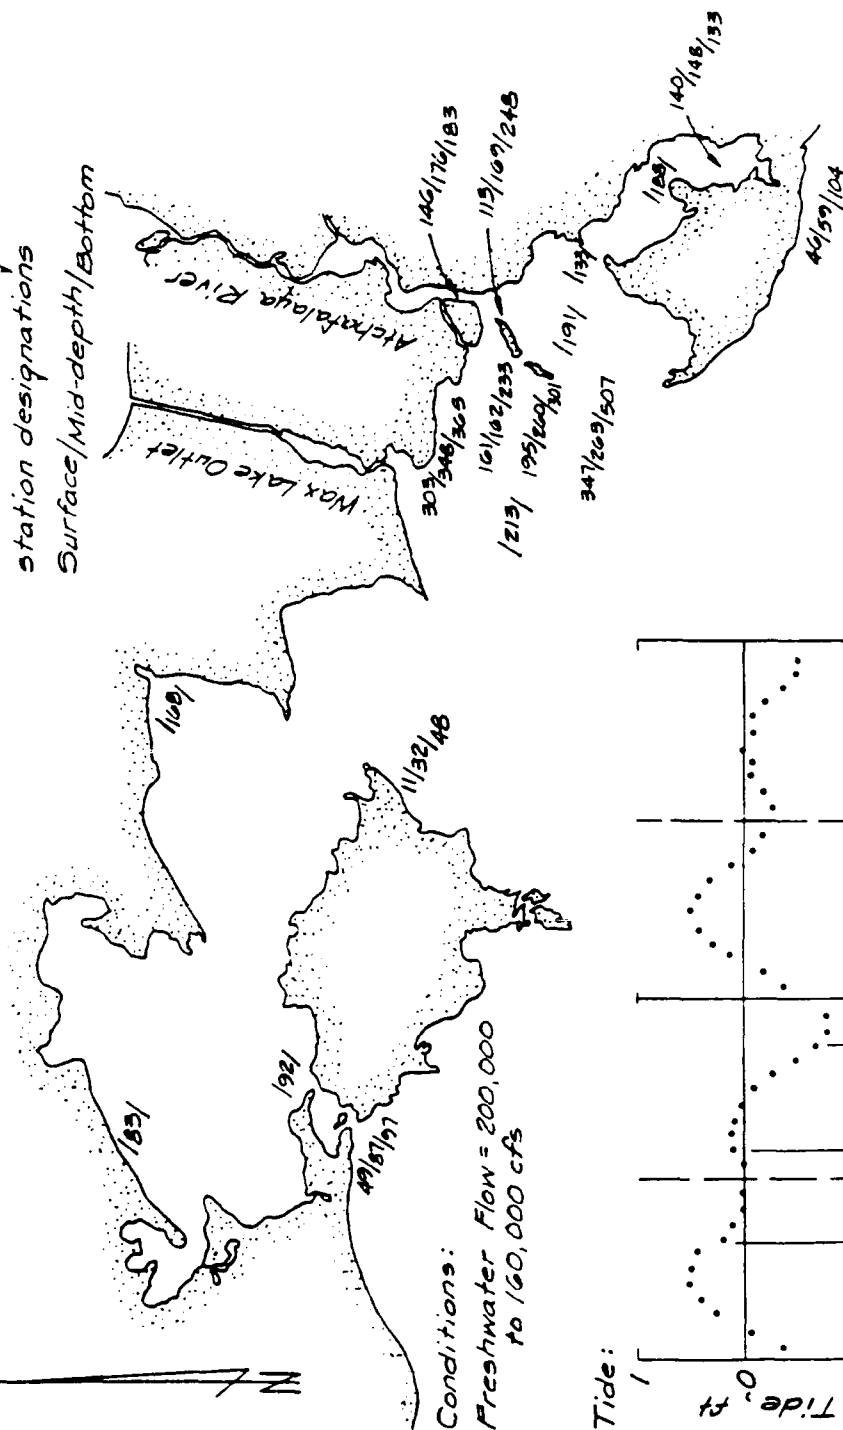 station designations
Surface/Mid-depth/Bottom
Atchafalaya River
Wax Lake Outlet
146/176/183
113/169/248
140/148/133
/188/
/133/
/191/
46/59/104
303/348/365
161/162/233
195/260/301
/213/
347/263/507
/168/
11/32/48
/83/
/92/
49/87/97
N
Conditions:
Freshwater Flow = 200,000
to 160,000 cfs
Tide:
1
0
Tide, ft